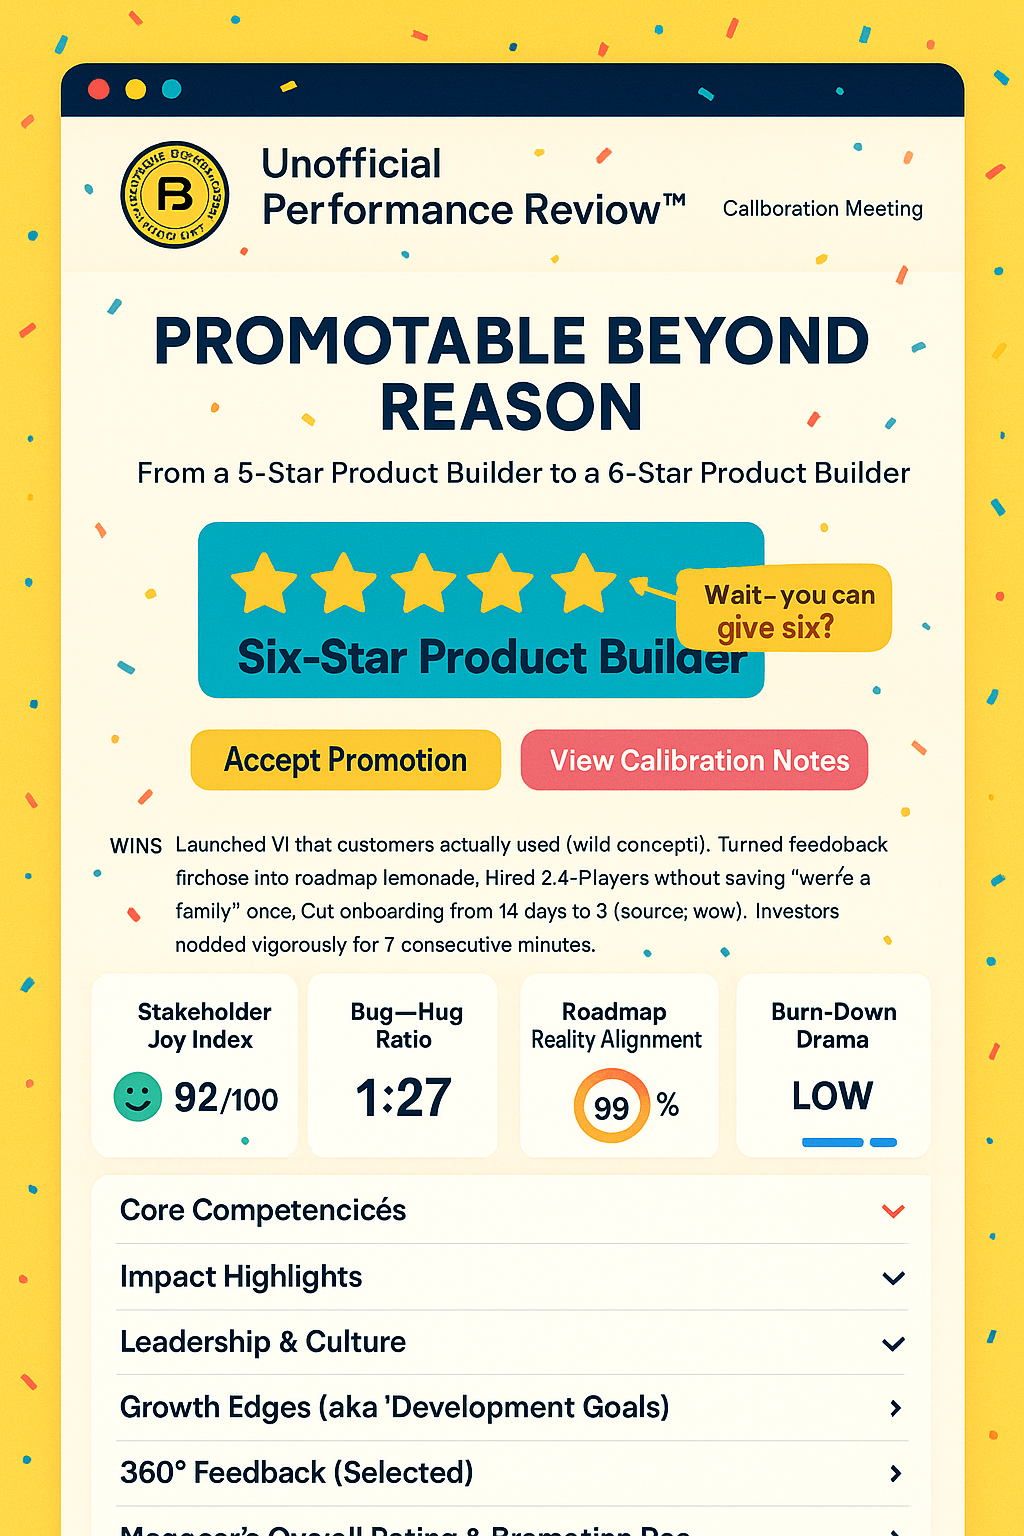 B
Unofficial
Performance Reviow™
Callboration Meeting
PROMOTABLE BEYOND
REASON
From a 5-Star Product Builder to a 6-Star Product Builder
Wait–you can
give six?
Six-Star Product Builder
Accept Promotion
View Calibration Notes
WINS
Launched VI that customers actually used (wild concepti). Turned feedoback
firchose into roadmap lemonade, Hired 2.4-Players wthout saving “werŕe a
family” once, Cut onboarding from 14 days to 3 (source; wow). Investors
nodded vigorously for 7 consecutive minutes.
Stakeholder
Joy Index
92/100
Bug—Hug
Ratio
1:27
Roadmap
Reality Alignment
99 %
Burn-Down
Drama
LOW
Core Competencicés
Impact Highlights
Leadership & Culture
Growth Edges (aka 'Development Goals)
360° Feedback (Selected)